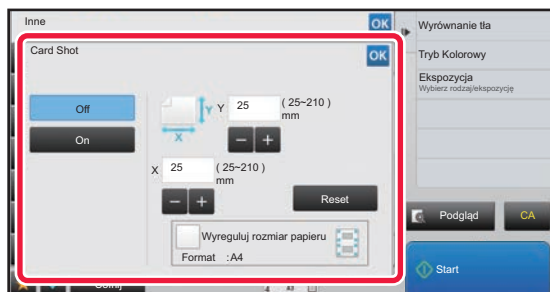 Inne
OK
Card Shot
OK
Off
On
Y
Y
25
( 25~210 )
mm
X
X
25
( 25~210 )
mm
Reset
Wyreguluj rozmiar papieru
Format :A4
Wyrównanie tła
Tryb Kolorowy
Ekspozycja
Wybierz rodzaj/ekspozycję
Podgląd
CA
Start